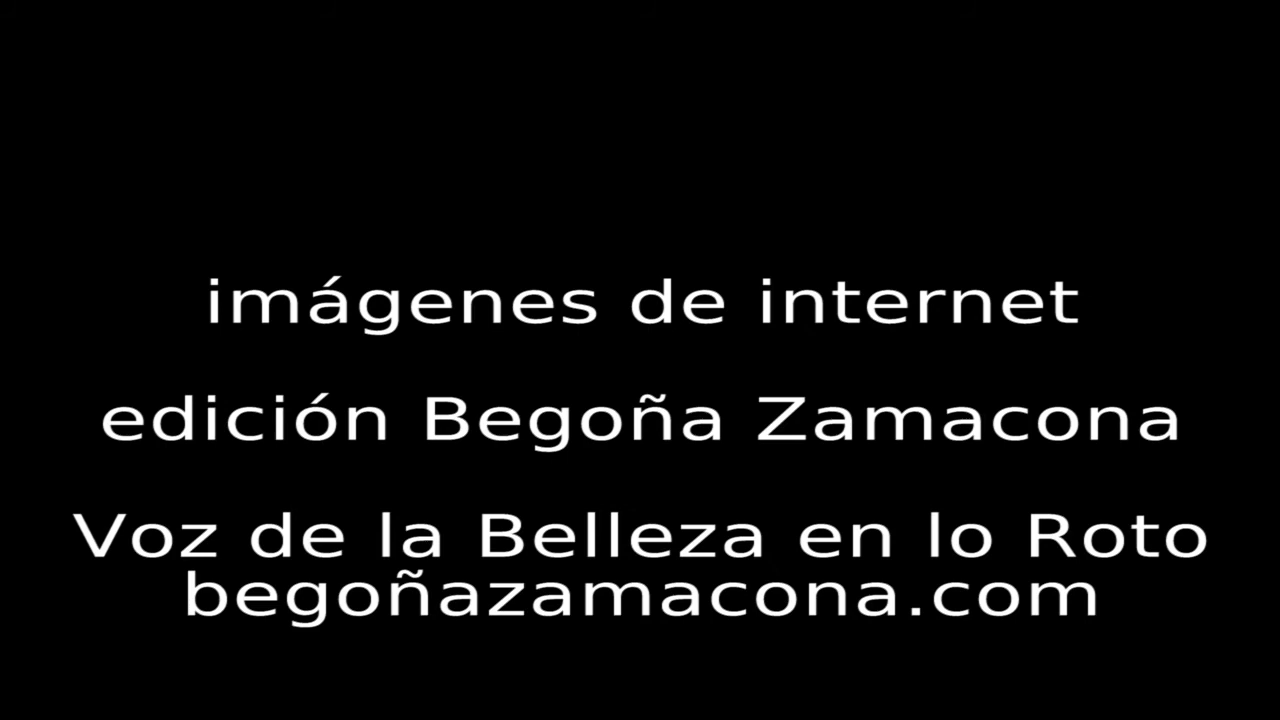 imágenes de internet
edición Begoña Zamacona
Voz de la Belleza en lo Roto
begoñazamacona.com